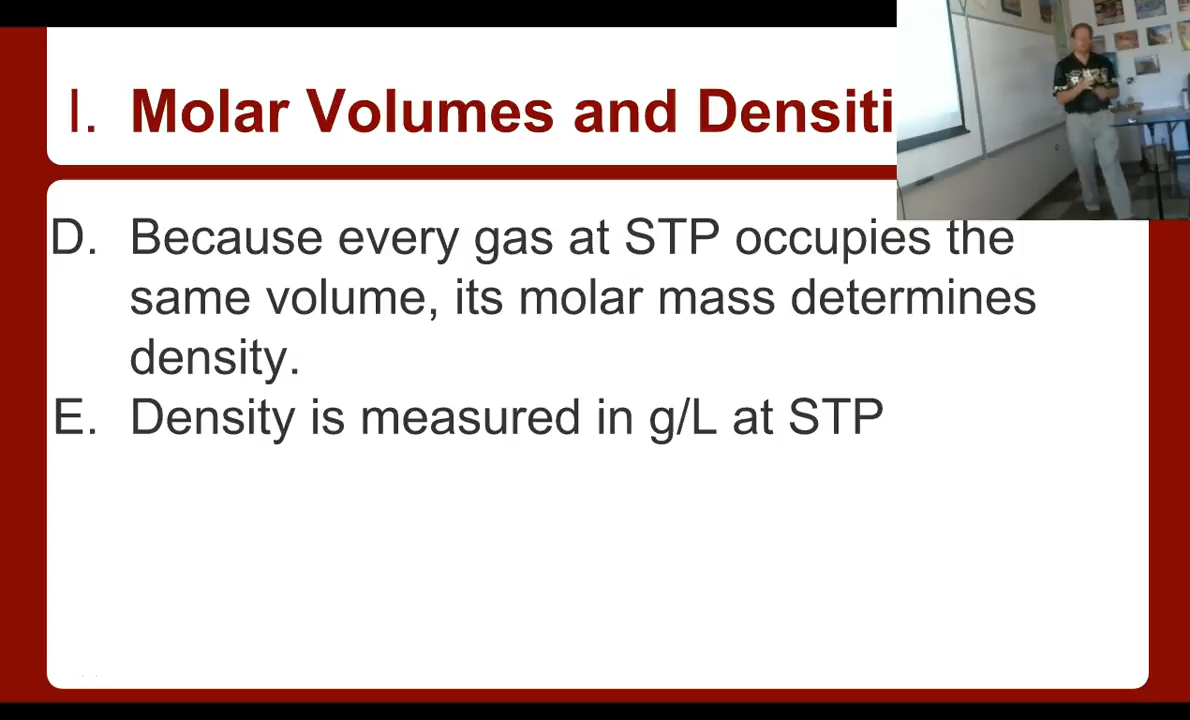 I. Molar Volumes and Densiti
D. Because every gas at STP occupies the
same volume, its molar mass determines
density.
E. Density is measured in g/L at STP